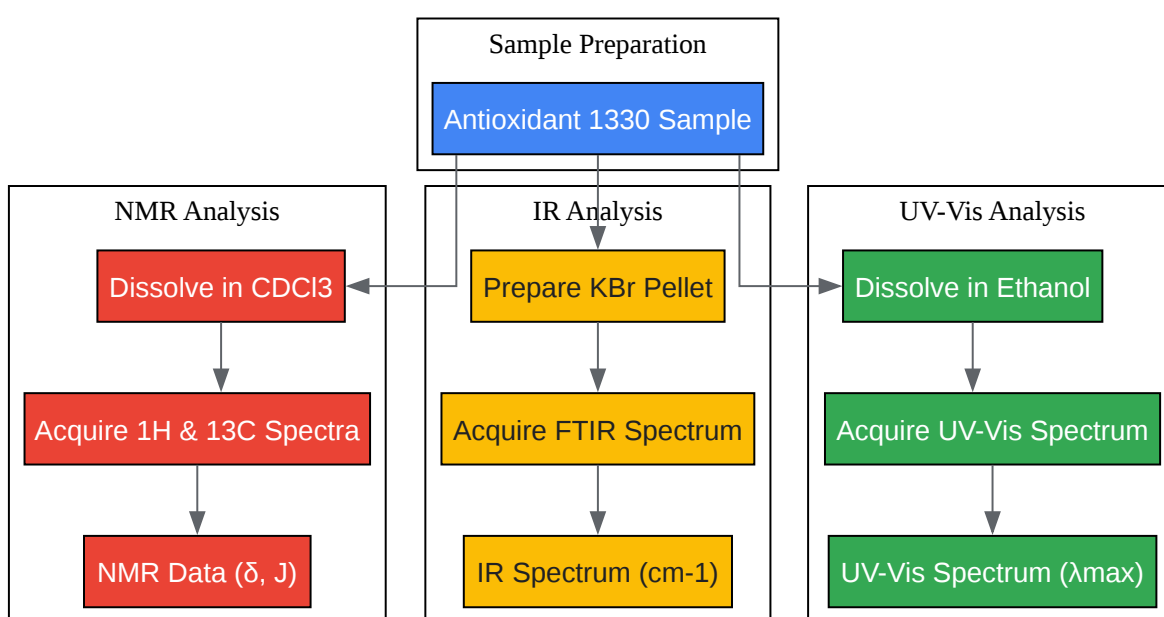 Sample Preparation
Antioxidant 1330 Sample
NMR Analysis
Dissolve in CDCl3
Acquire 1H & 13C Spectra
NMR Data (δ, J)
IR Analysis
Prepare KBr Pellet
Acquire FTIR Spectrum
IR Spectrum (cm-1)
UV-Vis Analysis
Dissolve in Ethanol
Acquire UV-Vis Spectrum
UV-Vis Spectrum (λmax)